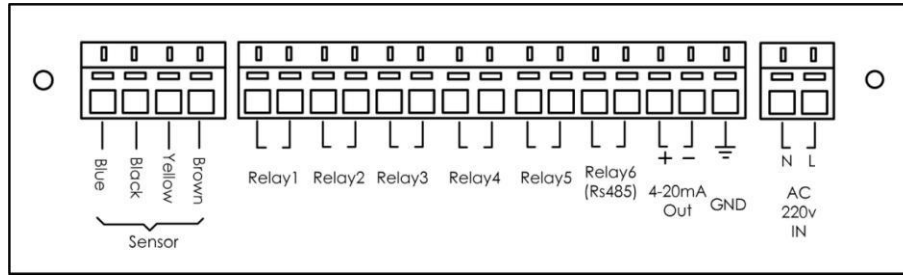 Blue Black Yellow Brown
Sensor
Relay1 Relay2 Relay3 Relay4 Relay5 Relay6
(Rs485)
+ −
4-20mA
Out
GND
N L
AC
220v
IN